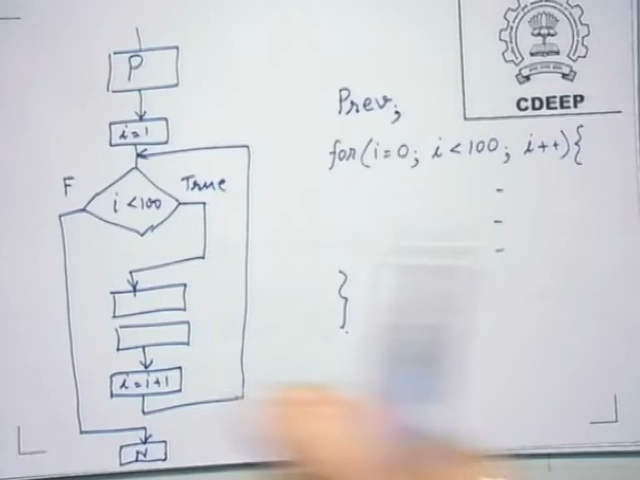 P
i=1
F
True
i<100
i=i+1
N
CDEEP
Prev;
for(i=0; i<100; i++){
-
-
-
}